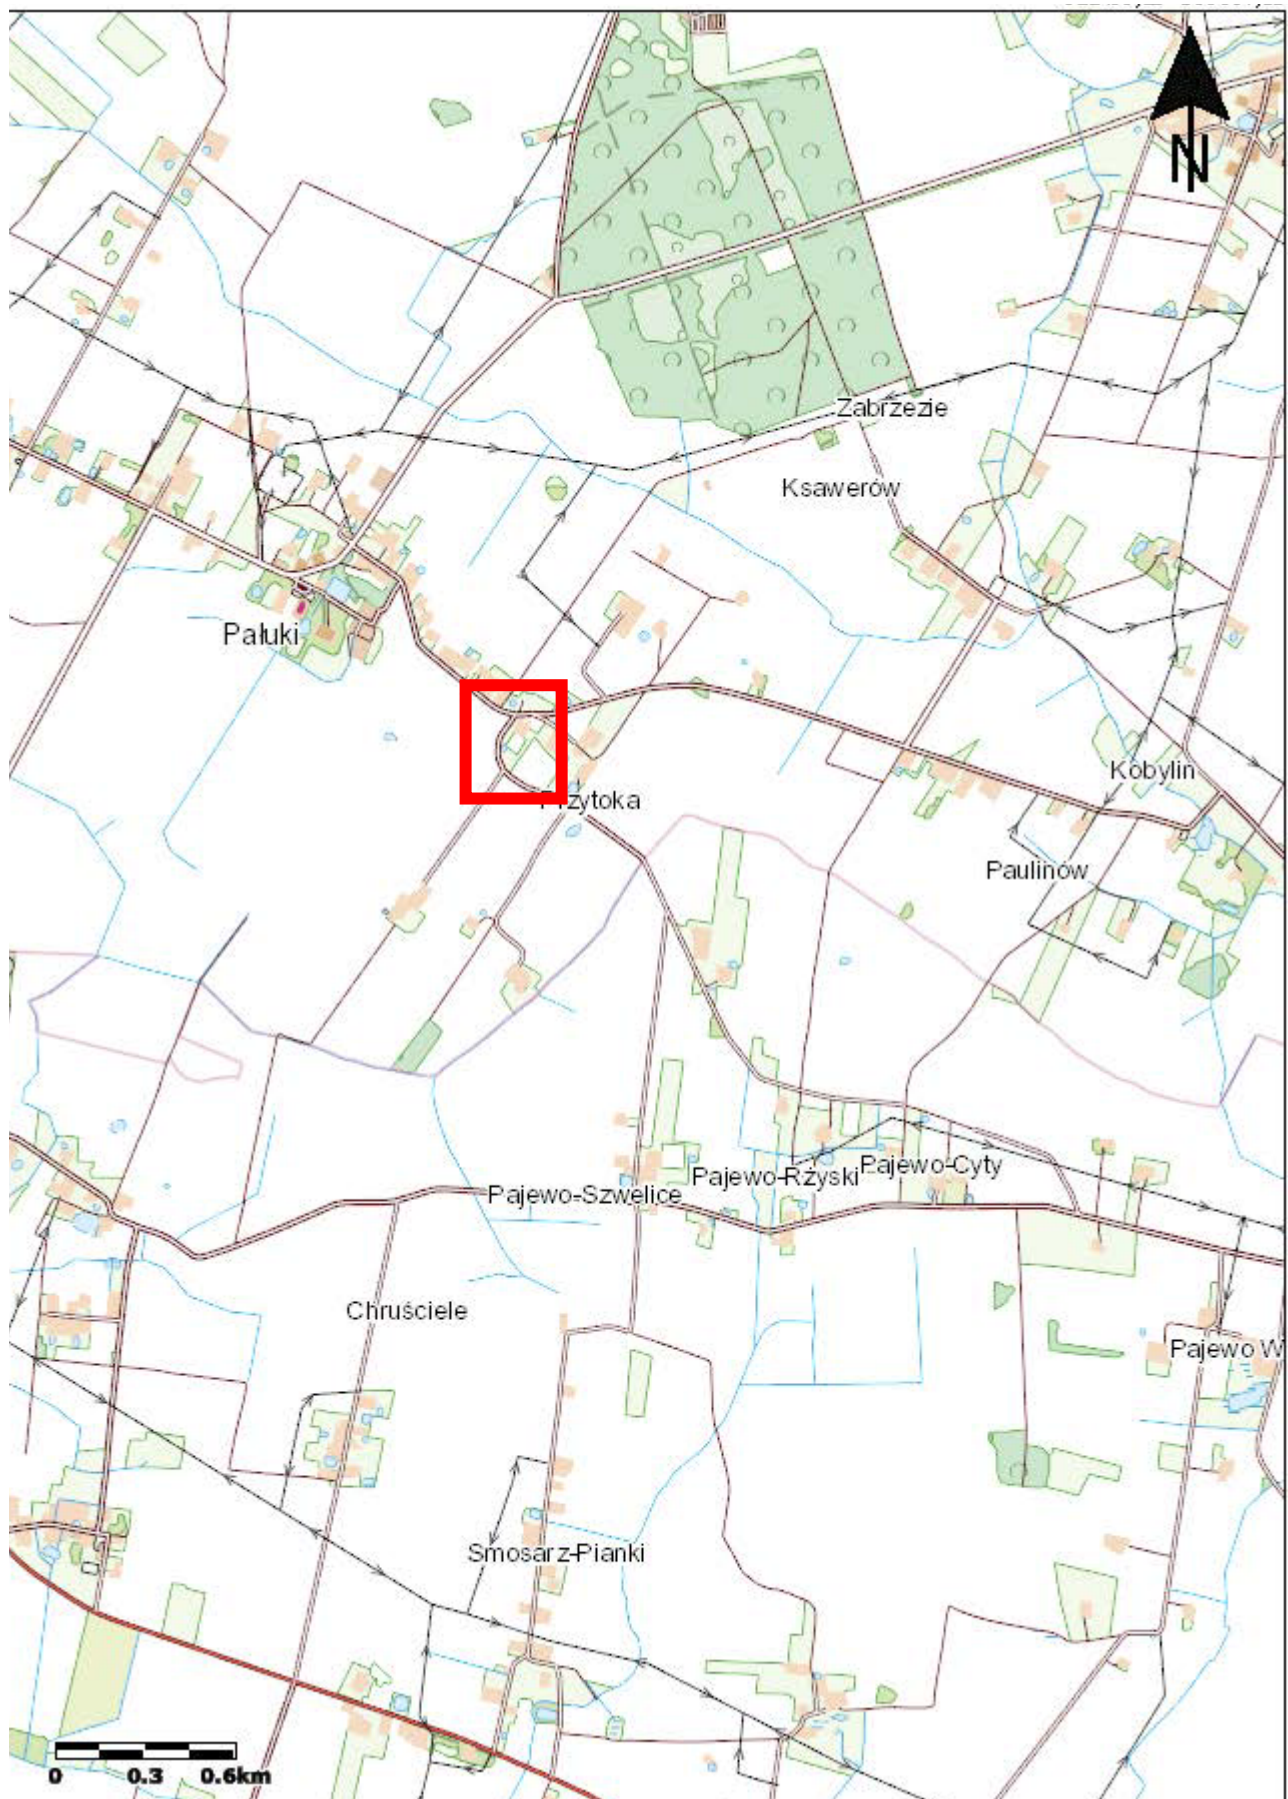 N
Zabrzezie
Ksawerów
Pałuki
Kobylin
Przytoka
Paulinów
Pajewo-Cyty
Pajewo-Rżyski
Pajewo-Szwelice
Chruściele
Pajewo W
Smosarz-Pianki
0 0.3 0.6km